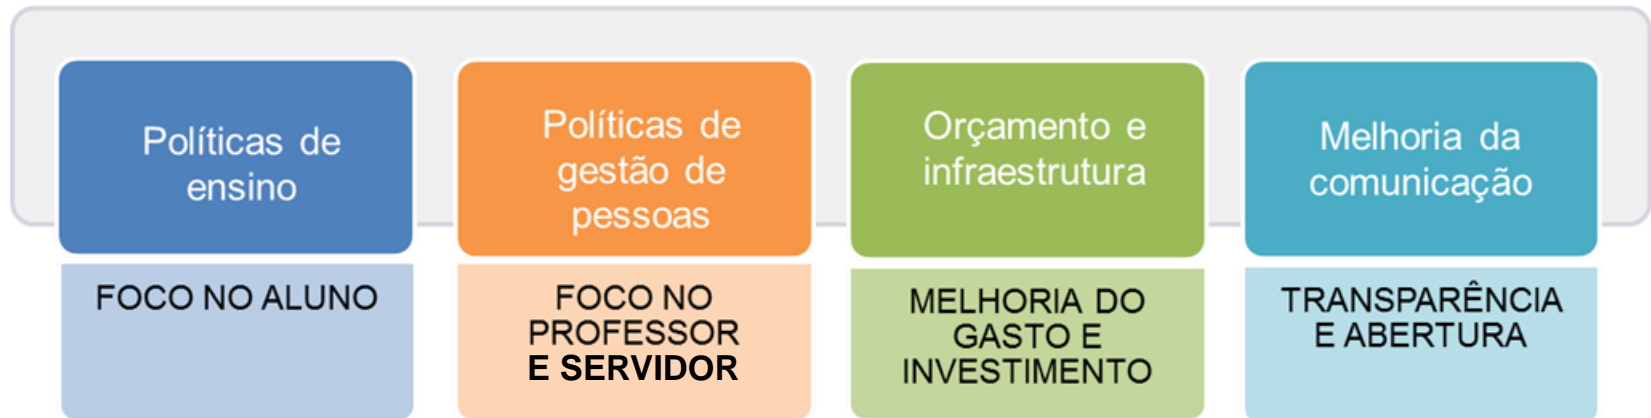 Políticas de
ensino
FOCO NO ALUNO
Políticas de
gestão de
pessoas
FOCO NO
PROFESSOR
E SERVIDOR
Orçamento e
infraestrutura
MELHORIA DO
GASTO E
INVESTIMENTO
Melhoria da
comunicação
TRANSPARÊNCIA
E ABERTURA